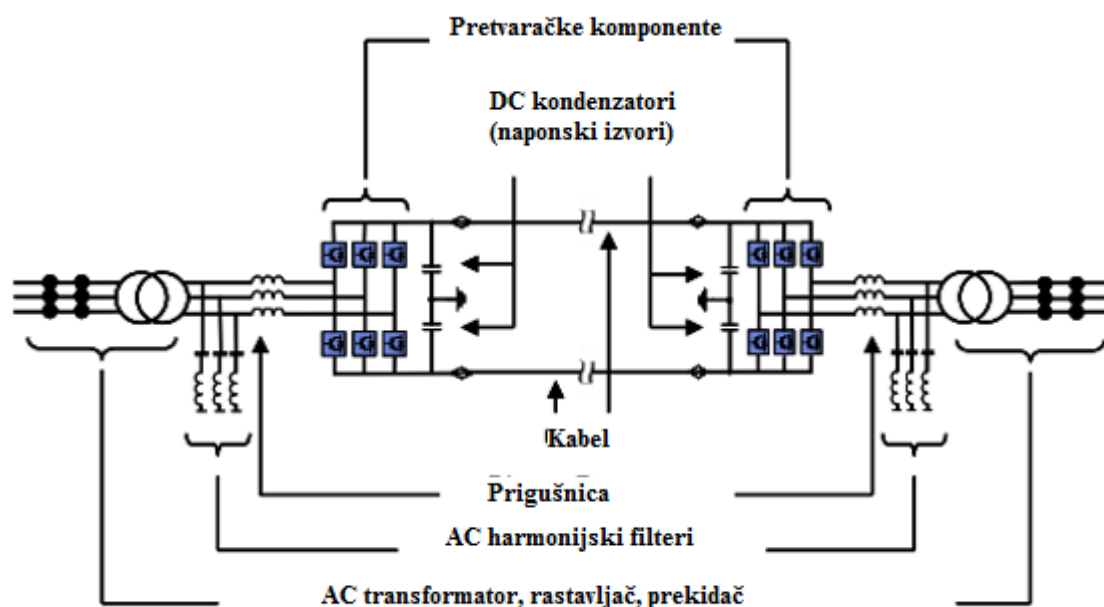 Pretvaračke komponente
DC kondenzatori
(naponski izvori)
Kabel
Prigušnica
AC harmonijski filteri
AC transformator, rastavljač, prekidač